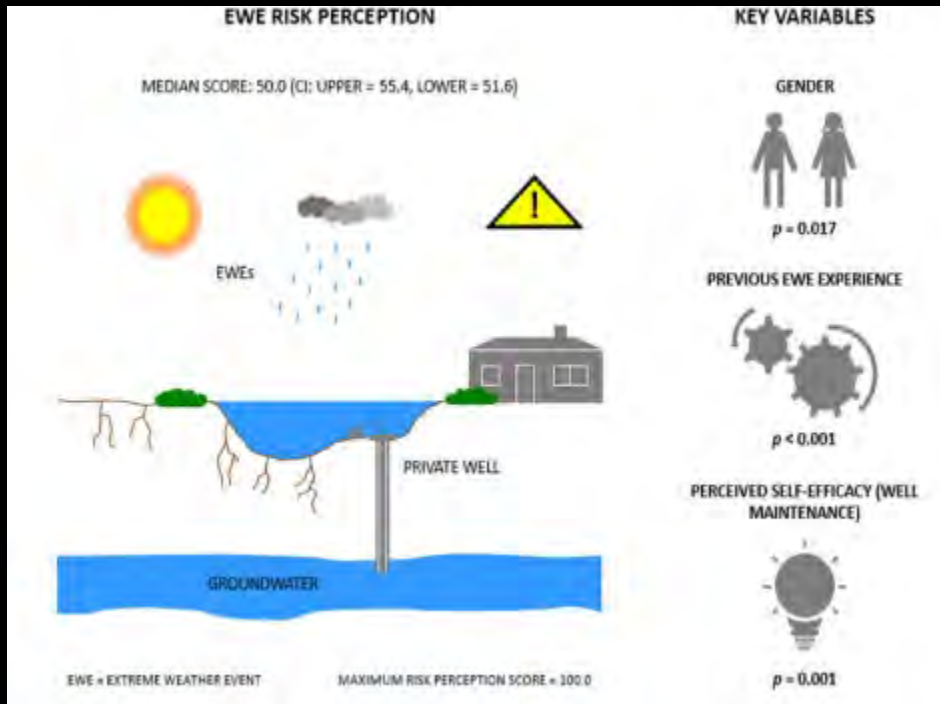 EWE RISK PERCEPTION
MEDIAN SCORE: 50.0 (CI: UPPER = 55.4, LOWER = 51.6)
!
EWEs
PRIVATE WELL
GROUNDWATER
EWE = EXTREME WEATHER EVENT
MAXIMUM RISK PERCEPTION SCORE = 100.0
KEY VARIABLES
GENDER
p = 0.017
PREVIOUS EWE EXPERIENCE
p < 0.001
PERCEIVED SELF-EFFICACY (WELL
MAINTENANCE)
p = 0.001